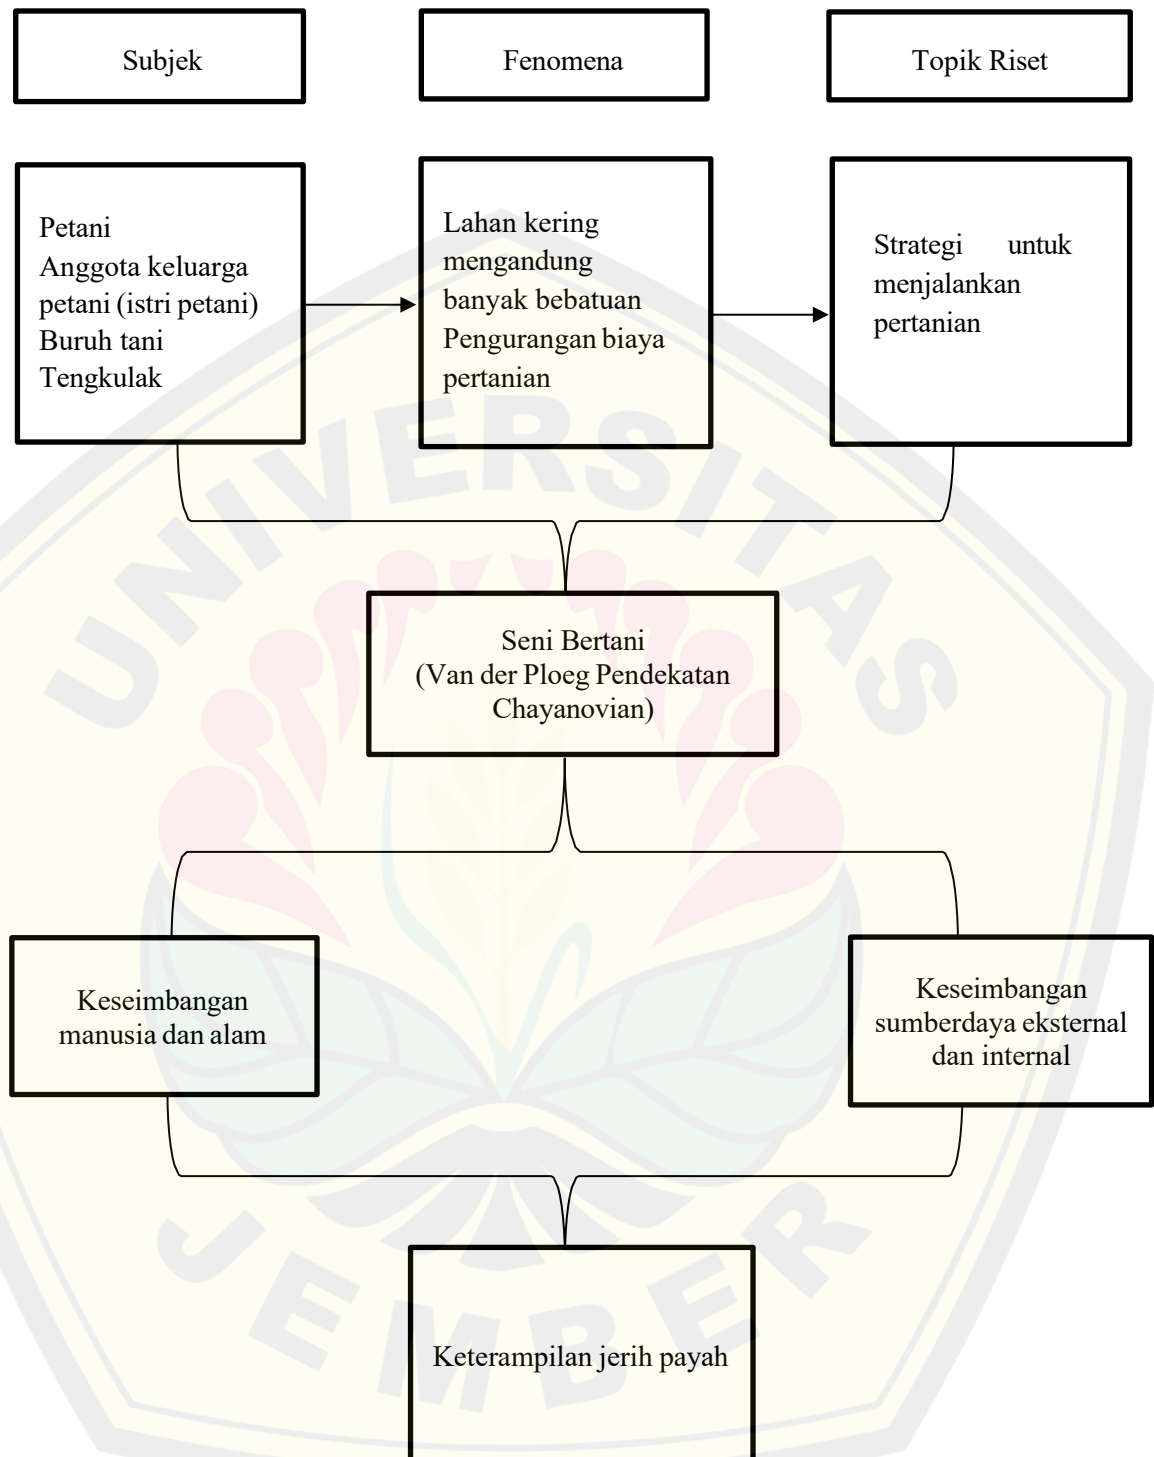 Subjek
Fenomena
Topik Riset
Petani
Anggota keluarga
petani (istri petani)
Buruh tani
Tengkulak
Lahan kering
mengandung
banyak bebatuan
Pengurangan biaya
pertanian
Strategi untuk
menjalankan
pertanian
UNIVERSITAS
Seni Bertani
(Van der Ploeg Pendekatan
Chayanovian)
Keseimbangan
manusia dan alam
Keseimbangan
sumberdaya eksternal
dan internal
JEMBER
Keterampilan jerih payah